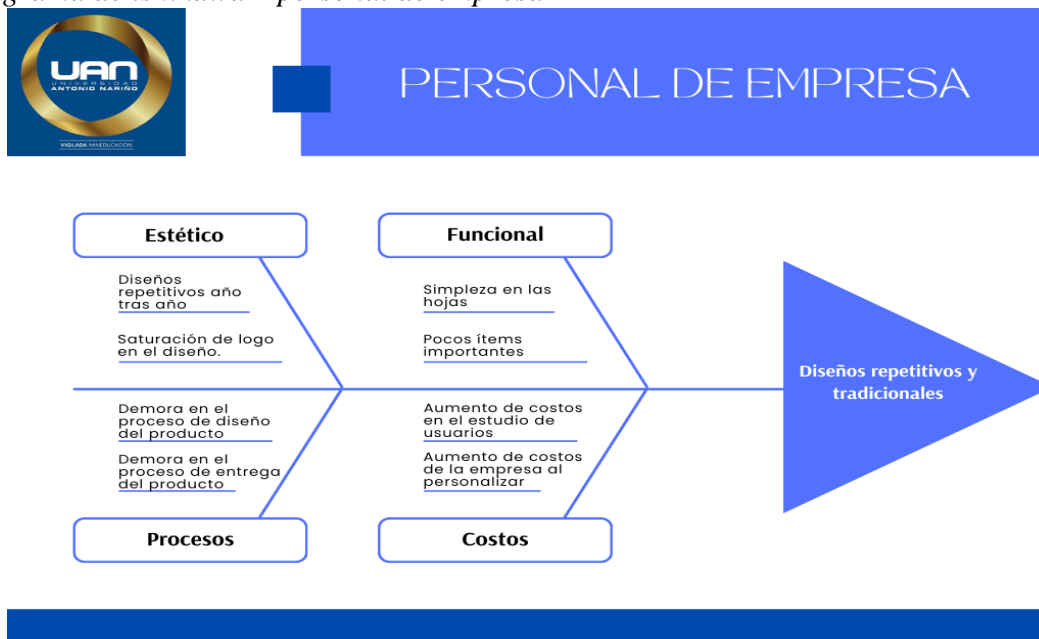 UAN
UNIVERSIDAD
ANTONIO NARIÑO
VIGILADA MINEDUCACIÓN
PERSONAL DE EMPRESA
Estético
Diseños
repetitivos año
tras año
Saturación de logo
en el diseño.
Funcional
Simpleza en las
hojas
Pocos ítems
importantes
Diseños repetitivos y
tradicionales
Demora en el
proceso de diseño
del producto
Demora en el
proceso de entrega
del producto
Procesos
Aumento de costos
en el estudio de
usuarios
Aumento de costos
de la empresa al
personalizar
Costos